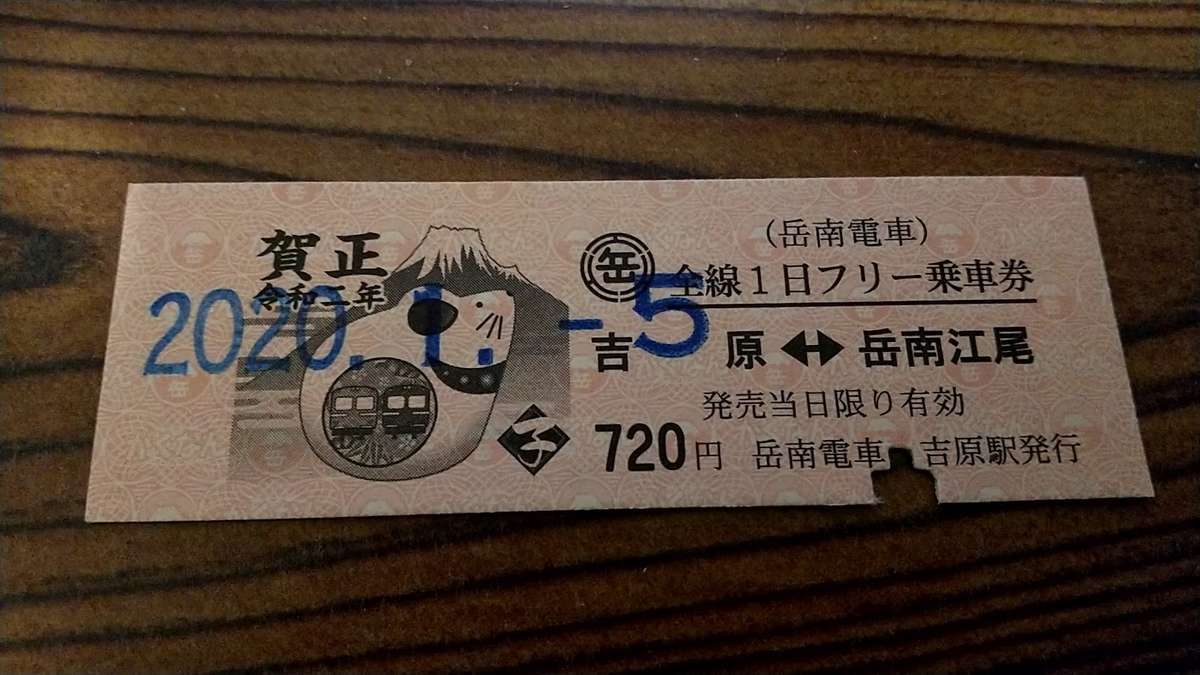 賀正
令和二年
2020.1.-5
子
岳
(岳南電車)
全線1日フリー乗車券
吉原↔岳南江尾
発売当日限り有効
720円 岳南電車 吉原駅発行